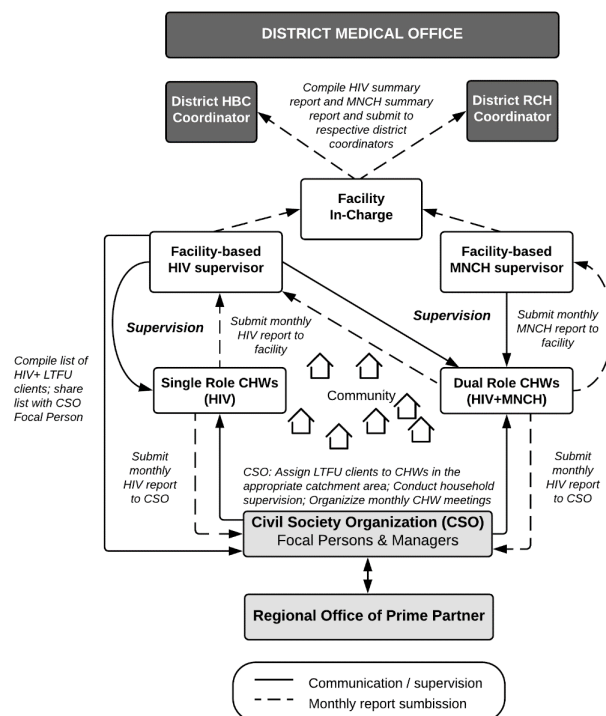 DISTRICT MEDICAL OFFICE
District HBC
Coordinator
Compile HIV summary
report and MNCH summary
report and submit to
respective district
coordinators
District RCH
Coordinator
Facility
In-Charge
Facility-based
HIV supervisor
Facility-based
MNCH supervisor
Supervision
Submit monthly
HIV report to
facility
Supervision
Submit monthly
MNCH report to
facility
Compile list of
HIV+ LTFU
clients; share
list with CSO
Focal Person
Single Role CHWs
(HIV)
Community
Dual Role CHWs
(HIV+MNCH)
Submit
monthly
HIV report
to CSO
CSO: Assign LTFU clients to CHWs in the
appropriate catchment area; Conduct household
supervision; Organizize monthly CHW meetings
Submit
monthly
HIV report
to CSO
Civil Society Organization (CSO)
Focal Persons & Managers
Regional Office of Prime Partner
Communication / supervision
Monthly report sumbission